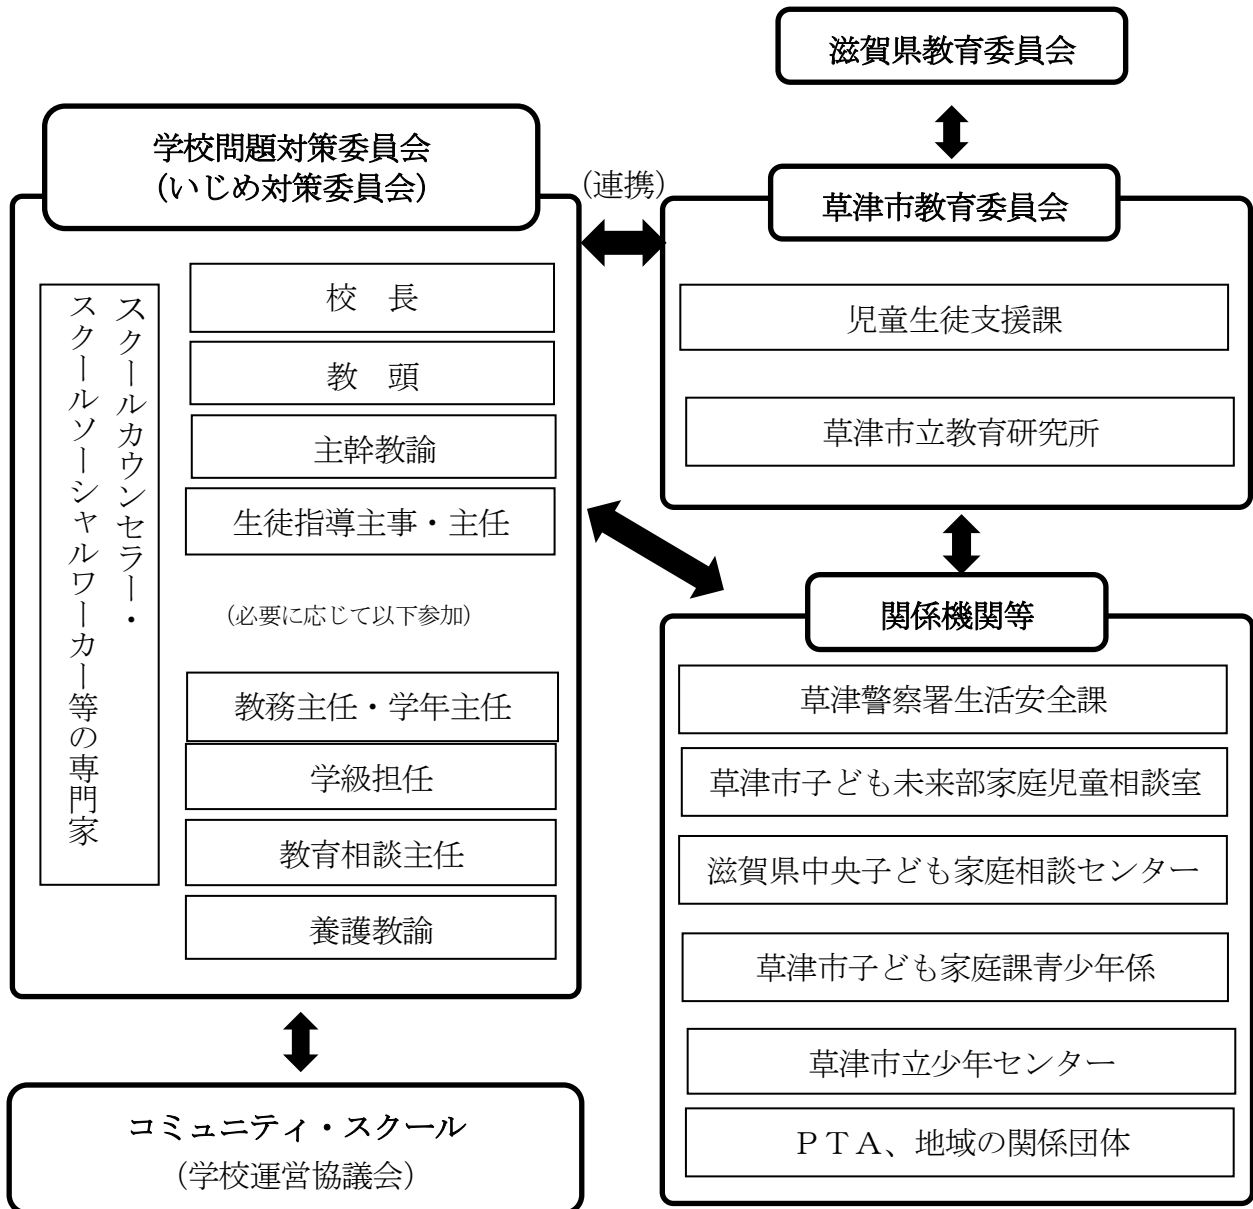 滋賀県教育委員会
学校問題対策委員会
（いじめ対策委員会）
（連携）
草津市教育委員会
スクールカウンセラー・
スクールソーシャルワーカー等の専門家
校　長
教　頭
主幹教諭
生徒指導主事・主任
（必要に応じて以下参加）
教務主任・学年主任
学級担任
教育相談主任
養護教諭
児童生徒支援課
草津市立教育研究所
関係機関等
草津警察署生活安全課
草津市子ども未来部家庭児童相談室
滋賀県中央子ども家庭相談センター
草津市子ども家庭課青少年係
草津市立少年センター
ＰＴＡ、地域の関係団体
コミュニティ・スクール
（学校運営協議会）